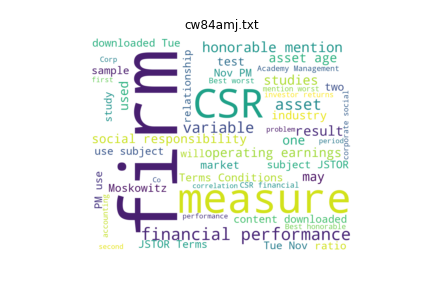 cw84amj.txt
downloaded Tue
honorable mention
Corp
relationship
test
asset age
sample
Nov PM
Academy Management
first
Best worst
studies
two
firm
CSR
mention worst
study
used
asset
investor returns
corporate social
variable
industry
social responsibility
one
problem
result
use subject
will
operating earnings
period
market
subject JSTOR
Co
Terms Conditions
may
Moskowitz
correlation
CSR financial
PM use
measure
accounting
performance
content downloaded
Best honorable
financial performance
second
JSTOR Terms
Tue Nov
ratio